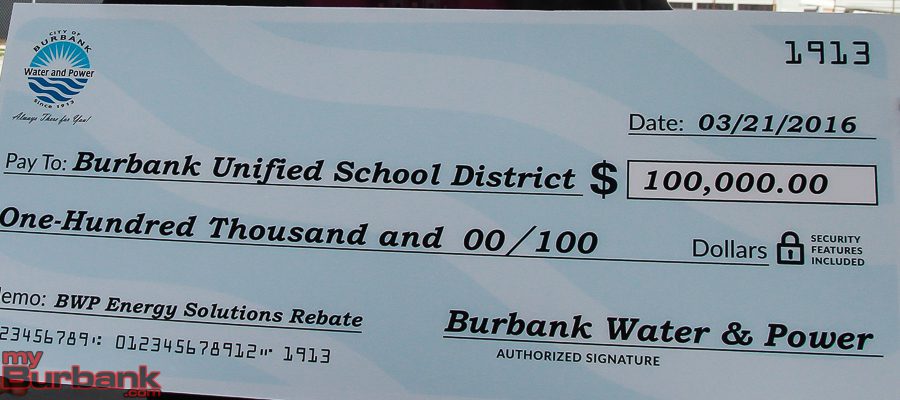 1913
CITY OF
BURBANK
Water and Power
Since 1913
Always There for You!
Date: 03/21/2016
Pay To: Burbank Unified School District $ 100,000.00
One-Hundred Thousand and 00/100 Dollars
SECURITY
FEATURES
INCLUDED
emo: BWP Energy Solutions Rebate
Burbank Water & Power
AUTHORIZED SIGNATURE
23456789⑆ 012345678912⑈ 1913
my
Burbank
.com